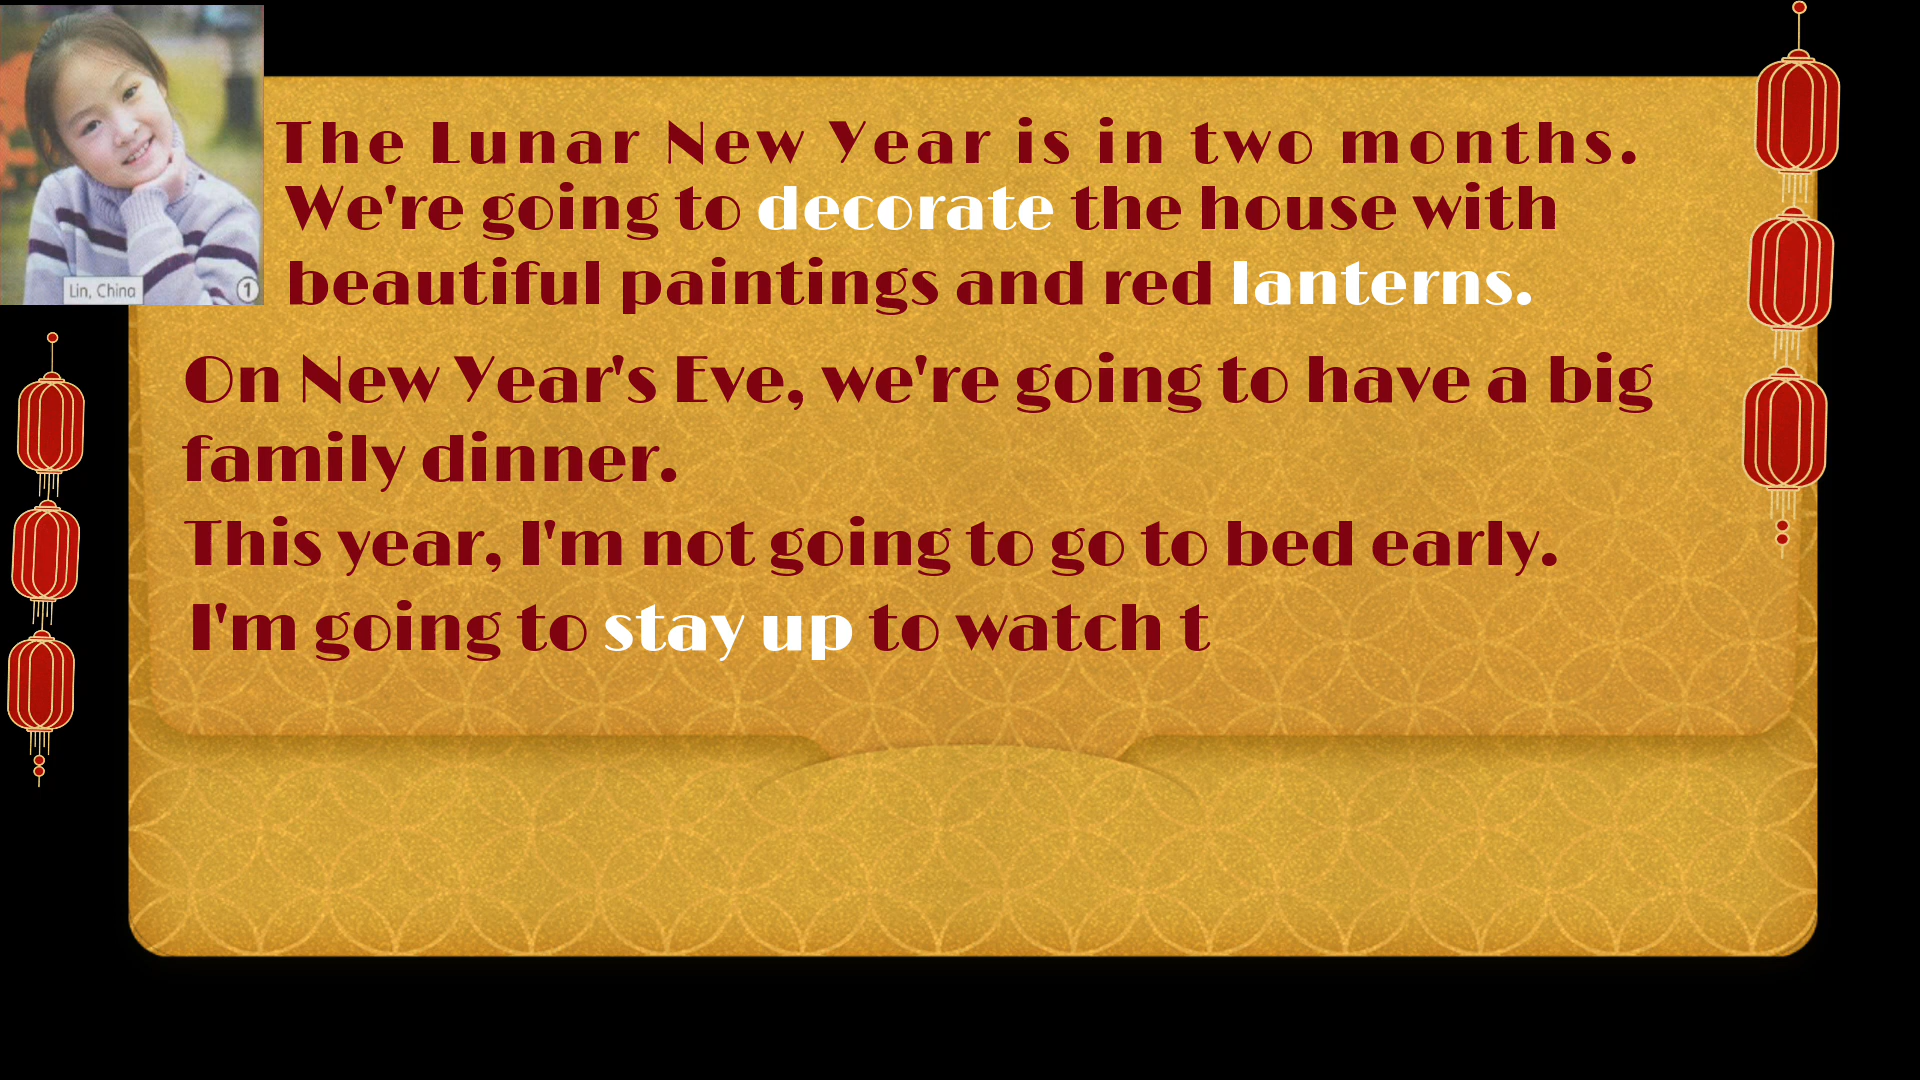 The Lunar New Year is in two months.
We're going to decorate the house with
beautiful paintings and red lanterns.
Lin, China
1
On New Year's Eve, we're going to have a big
family dinner.
This year, I'm not going to go to bed early.
I'm going to stay up to watch t